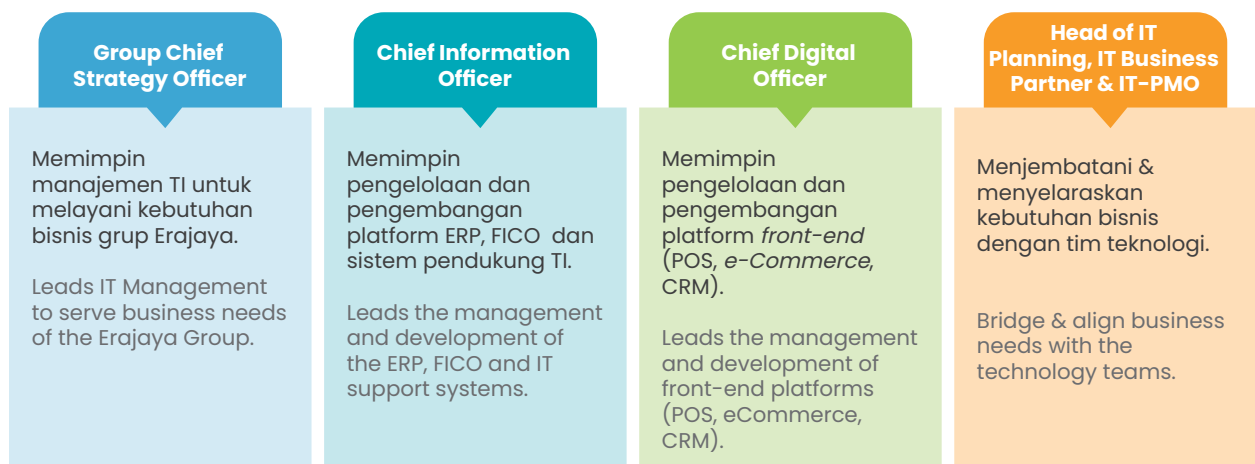 Group Chief
Strategy Officer
Memimpin
manajemen TI untuk
melayani kebutuhan
bisnis grup Erajaya.
Leads IT Management
to serve business needs
of the Erajaya Group.
Chief Information
Officer
Memimpin
pengelolaan dan
pengembangan
platform ERP, FICO dan
sistem pendukung TI.
Leads the management
and development of
the ERP, FICO and IT
support systems.
Chief Digital
Officer
Memimpin
pengelolaan dan
pengembangan
platform front-end
(POS, e-Commerce,
CRM).
Leads the management
and development of
front-end platforms
(POS, eCommerce,
CRM).
Head of IT
Planning, IT Business
Partner & IT-PMO
Menjembatani &
menyelaraskan
kebutuhan bisnis
dengan tim teknologi.
Bridge & align business
needs with the
technology teams.